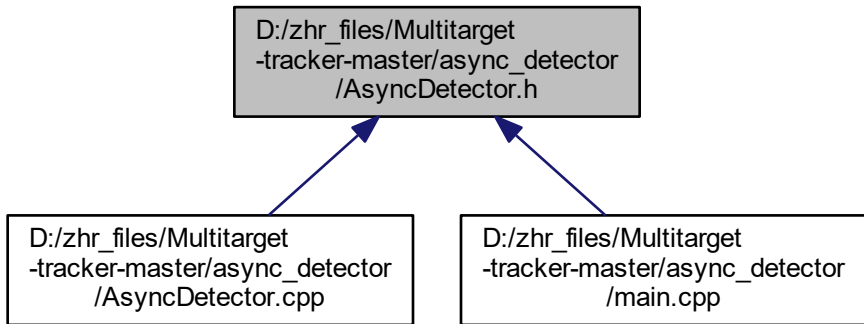 D:/zhr_files/Multitarget
-tracker-master/async_detector
/AsyncDetector.h
D:/zhr_files/Multitarget
-tracker-master/async_detector
/AsyncDetector.cpp
D:/zhr_files/Multitarget
-tracker-master/async_detector
/main.cpp